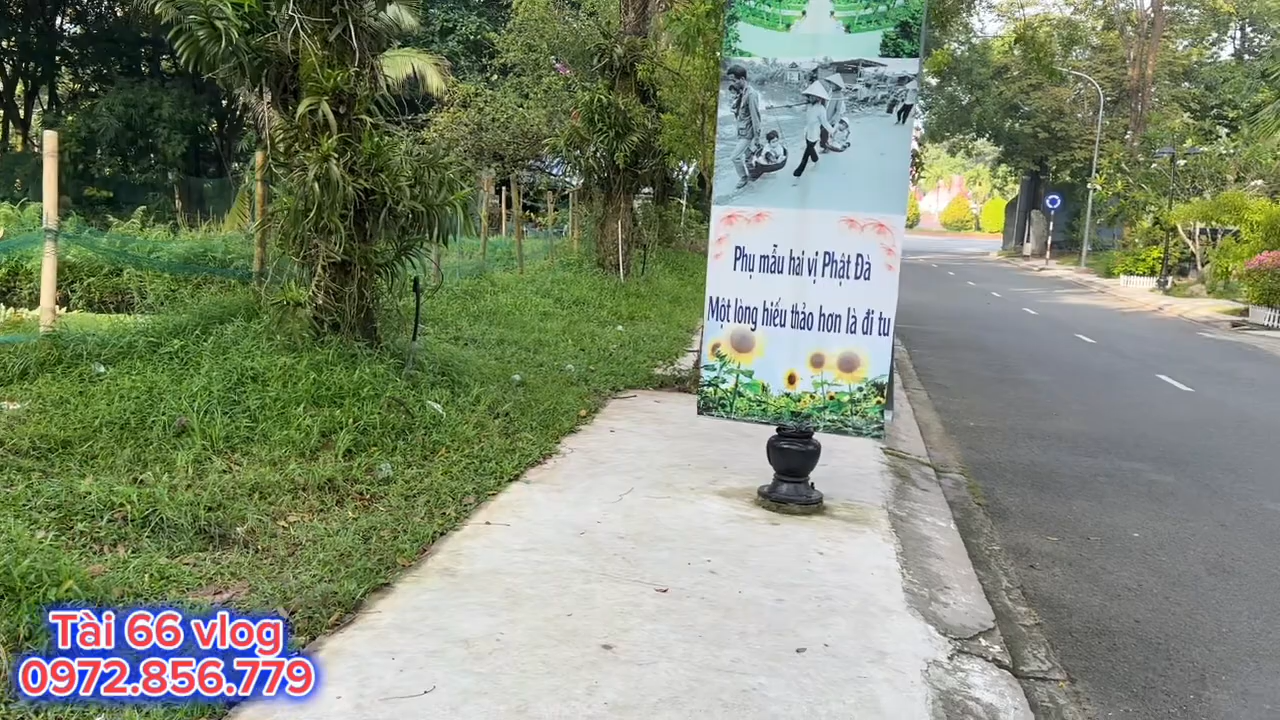 Phụ mẫu hai vị Phật Đà
Một lòng hiếu thảo hơn là đi tu
Tài 66 vlog
0972.856.779